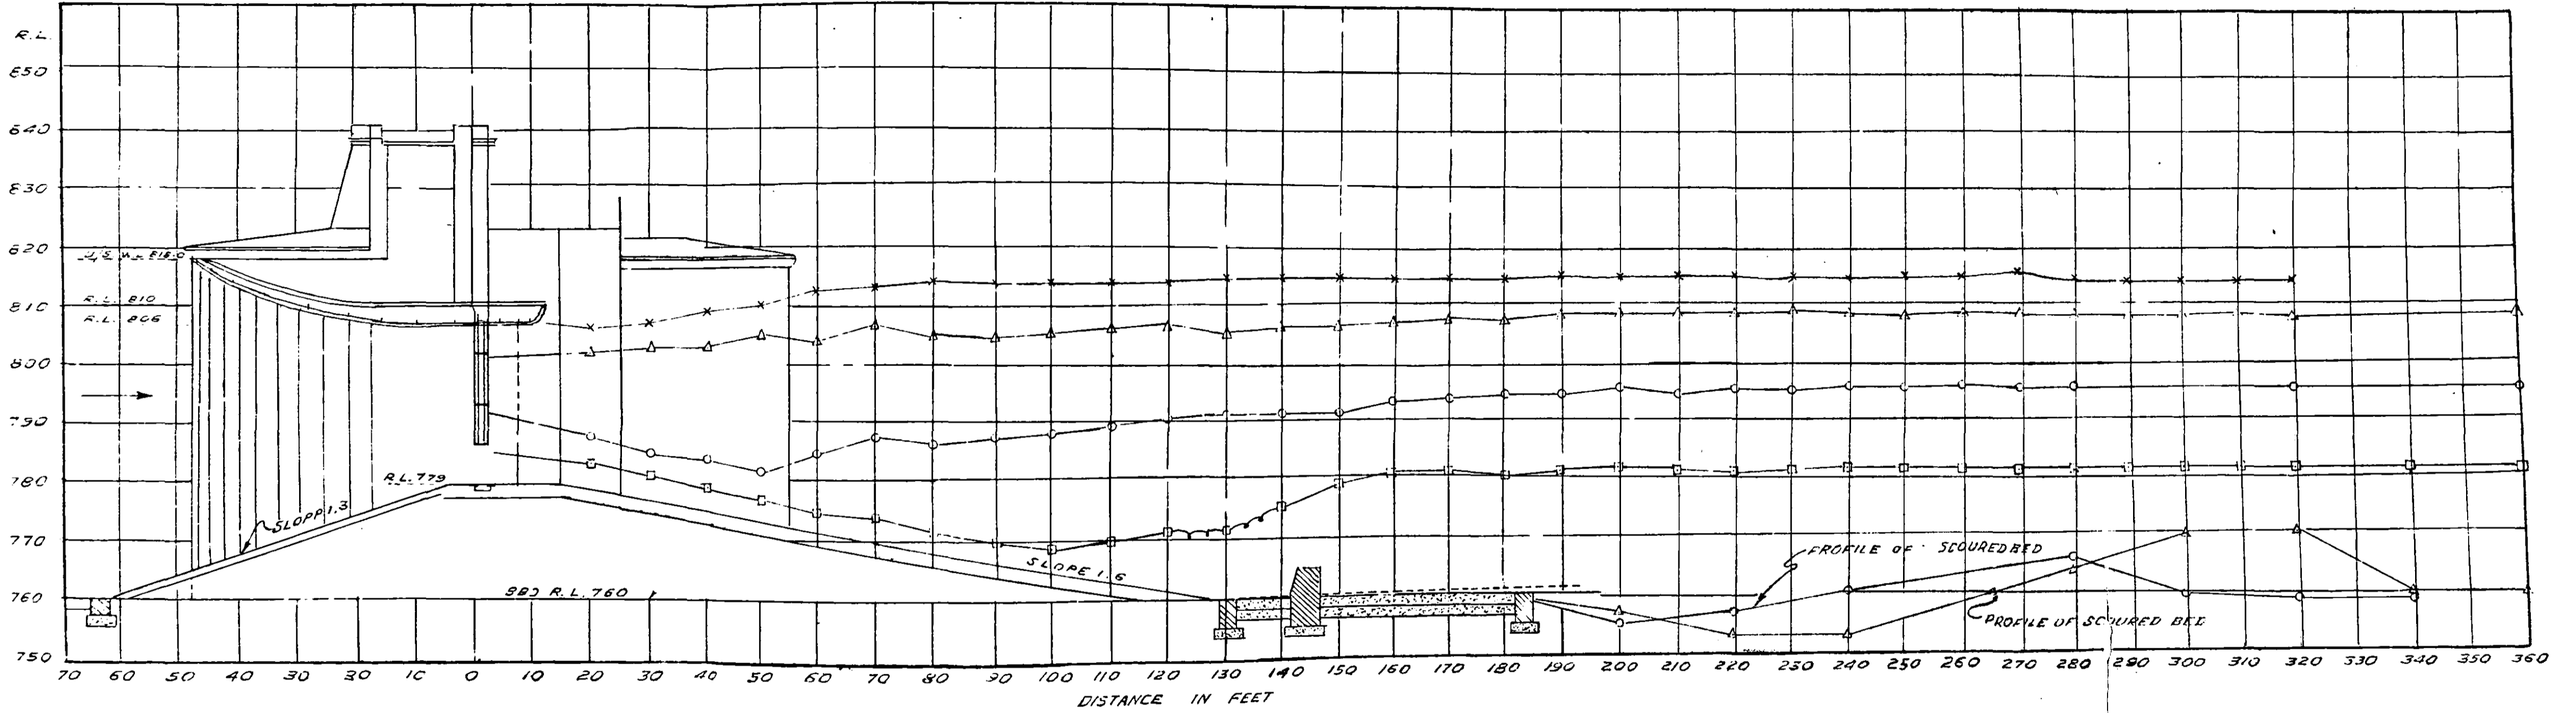 R.L.
850
840
830
820
U/S W.L 818.0
R.L. 810
810
R.L. 806
800
790
R.L. 779
780
SLOPP 1.3
770
SLOPE 1.6
PROFILE OF SCOURED BED
760
R.L. 760
PROFILE OF SCOURED BED
750
70 60 50 40 30 20 10 0 10 20 30 40 50 60 70 80 90 100 110 120 130 140 150 160 170 180 190 200 210 220 230 240 250 260 270 280 290 300 310 320 330 340 350 360
DISTANCE IN FEET